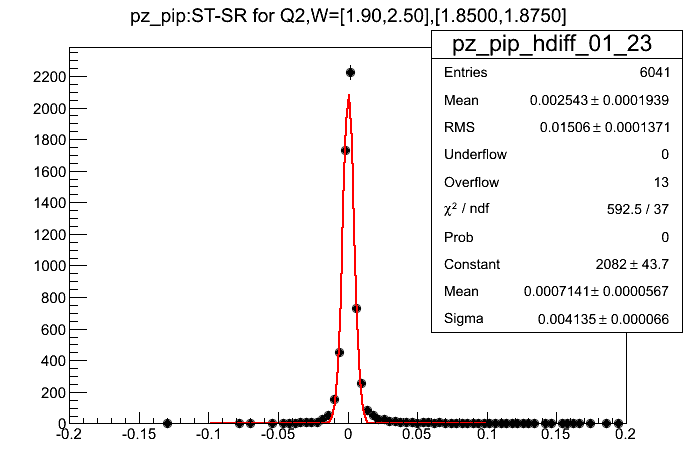 pz_pip:ST-SR for Q2,W=[1.90,2.50],[1.8500,1.8750]
pz_pip_hdiff_01_23
Entries 6041
Mean 0.002543 ± 0.0001939
RMS 0.01506 ± 0.0001371
Underflow 0
Overflow 13
χ² / ndf 592.5 / 37
Prob 0
Constant 2082 ± 43.7
Mean 0.0007141 ± 0.0000567
Sigma 0.004135 ± 0.000066
2200
2000
1800
1600
1400
1200
1000
800
600
400
200
0
-0.2 -0.15 -0.1 -0.05 0 0.05 0.1 0.15 0.2